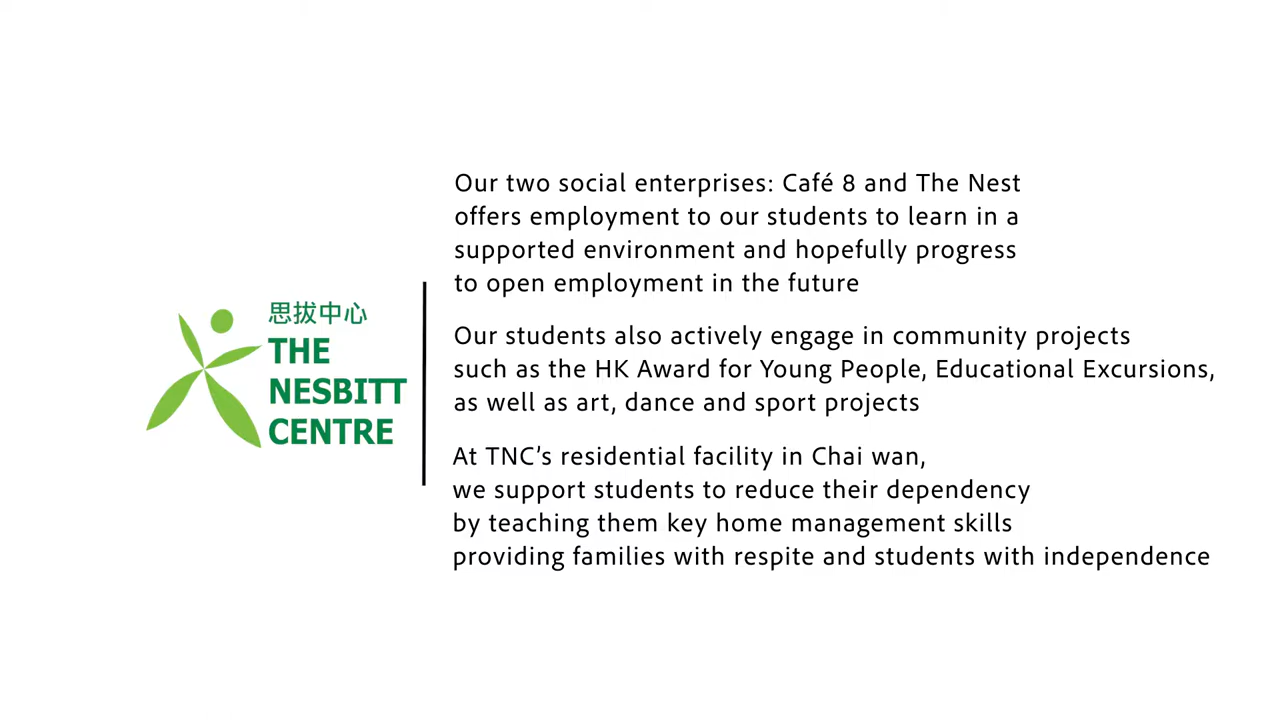 思拔中心
THE
NESBITT
CENTRE
Our two social enterprises: Café 8 and The Nest
offers employment to our students to learn in a
supported environment and hopefully progress
to open employment in the future
Our students also actively engage in community projects
such as the HK Award for Young People, Educational Excursions,
as well as art, dance and sport projects
At TNC’s residential facility in Chai wan,
we support students to reduce their dependency
by teaching them key home management skills
providing families with respite and students with independence